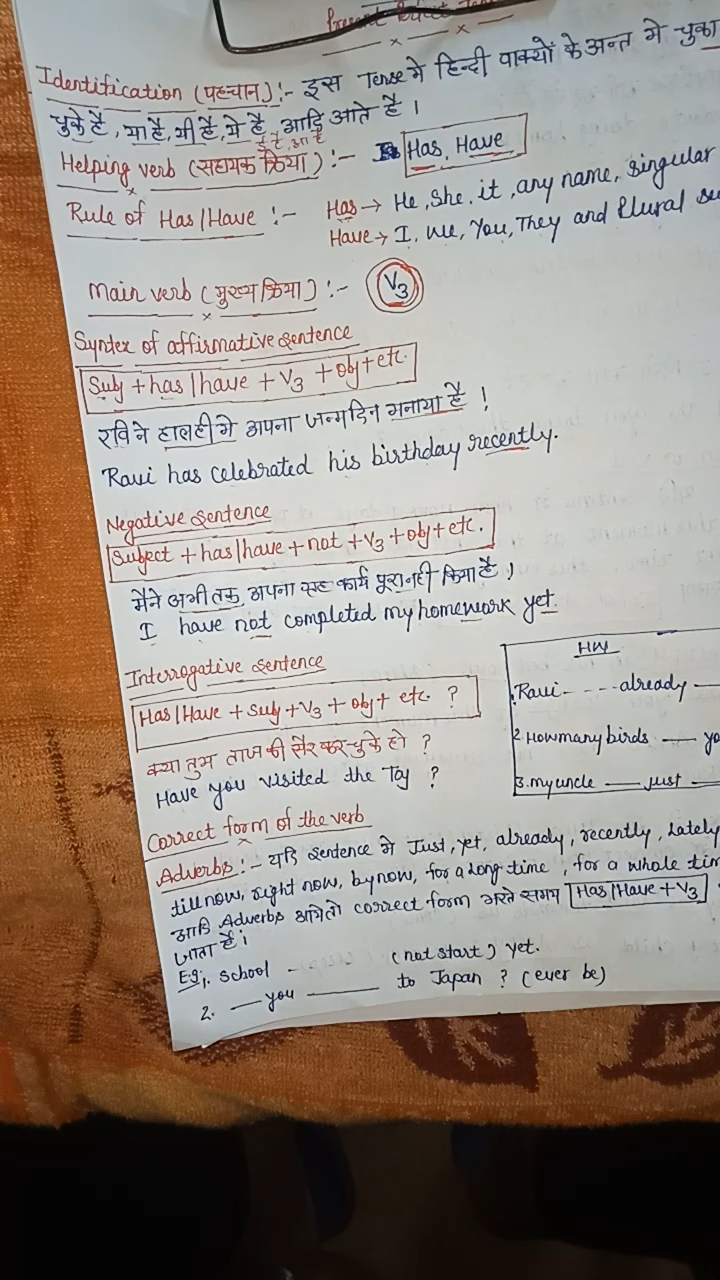 Present Perfect Tense
Identification (पहचान) :- इस Tense मे हिन्दी वाक्यों के अन्त मे चुका
चुके है, या है, यी है, ये है आदि आते है ।
Helping verb (सहायक क्रिया) :- Has, Have
Rule of Has/Have :- Has → He, She, it, any name, Singular
Have → I, we, You, They and Plural
Main verb (मुख्य क्रिया) :- V3
Syntex of affirmative sentence
Subj + has/have + V3 + obj + etc.
रवि ने हालही मे अपना जन्मदिन मनाया है !
Ravi has celebrated his birthday recently.
Negative sentence
Subject + has/have + not + V3 + obj + etc.
मैने अभी तक अपना कार्य पूरा नही किया है ।
I have not completed my homework yet.
Interrogative sentence
Has/Have + Subj + V3 + obj + etc. ?
क्या तुम ताज की सैर कर चुके हो ?
Have you visited the Taj ?
HW
1. Ravi - - - - already —
2 How many birds — yo
3. my uncle — just —
Correct form of the verb
Adverbs :- यदि sentence मे Just, yet, already, recently, Lately
till now, right now, by now, for a long time, for a whole tim
आदि Adverbs आये तो correct form भरते समय Has/Have + V3
जाता है ।
Eg:- 1. School - (not start) yet.
2. — you — to Japan ? (ever be)